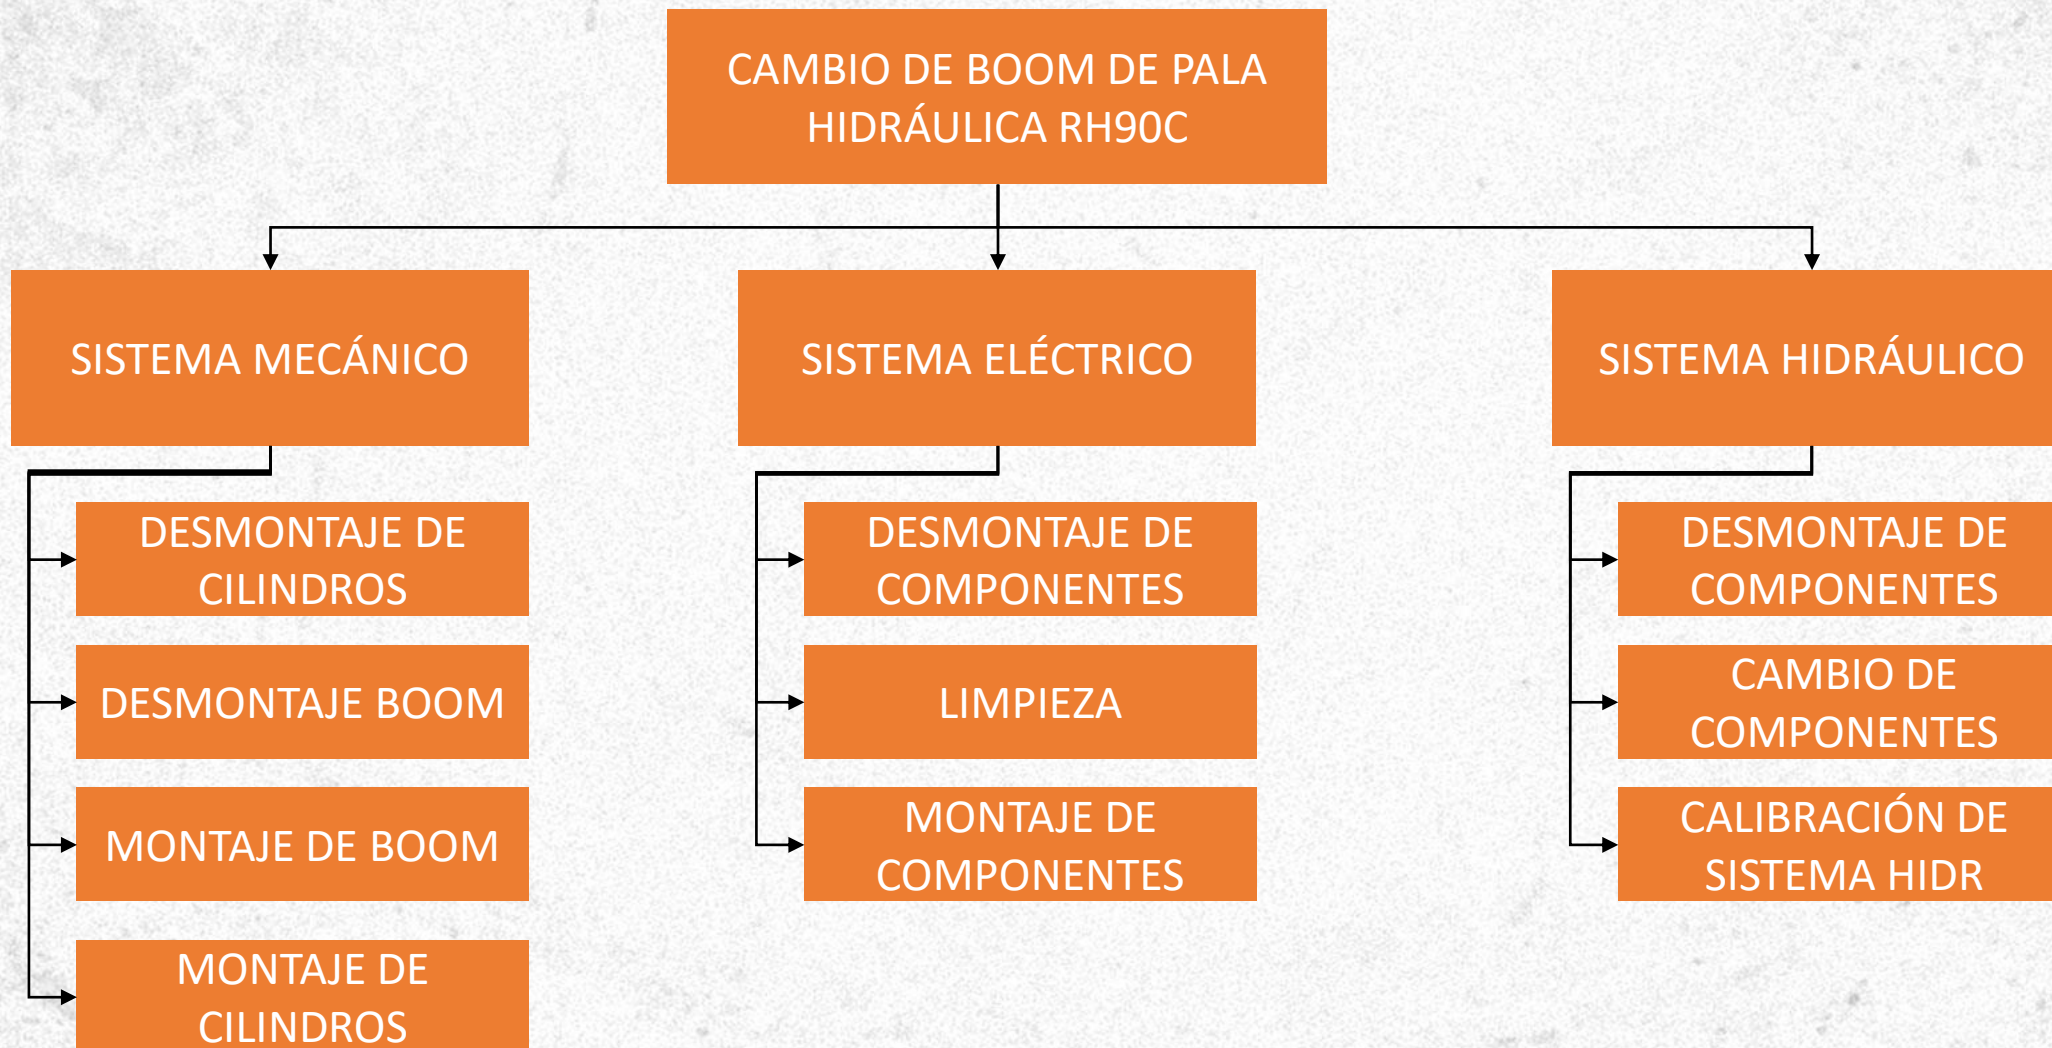 CAMBIO DE BOOM DE PALA
HIDRÁULICA RH90C
SISTEMA MECÁNICO
SISTEMA ELÉCTRICO
SISTEMA HIDRÁULICO
DESMONTAJE DE
CILINDROS
DESMONTAJE BOOM
MONTAJE DE BOOM
MONTAJE DE
CILINDROS
DESMONTAJE DE
COMPONENTES
LIMPIEZA
MONTAJE DE
COMPONENTES
DESMONTAJE DE
COMPONENTES
CAMBIO DE
COMPONENTES
CALIBRACIÓN DE
SISTEMA HIDR